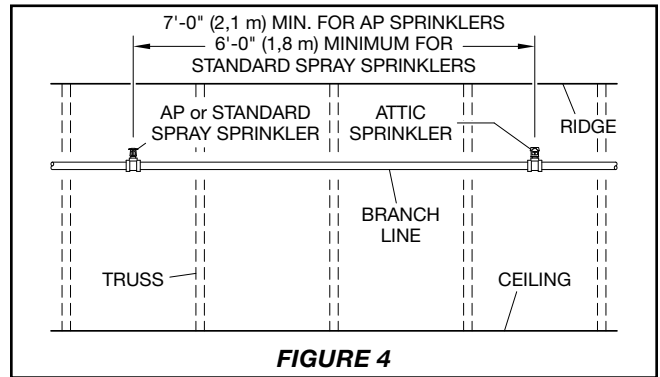 7'-0" (2,1 m) MIN. FOR AP SPRINKLERS
6'-0" (1,8 m) MINIMUM FOR
STANDARD SPRAY SPRINKLERS
AP or STANDARD
SPRAY SPRINKLER
ATTIC
SPRINKLER
RIDGE
BRANCH
LINE
TRUSS
CEILING
FIGURE 4